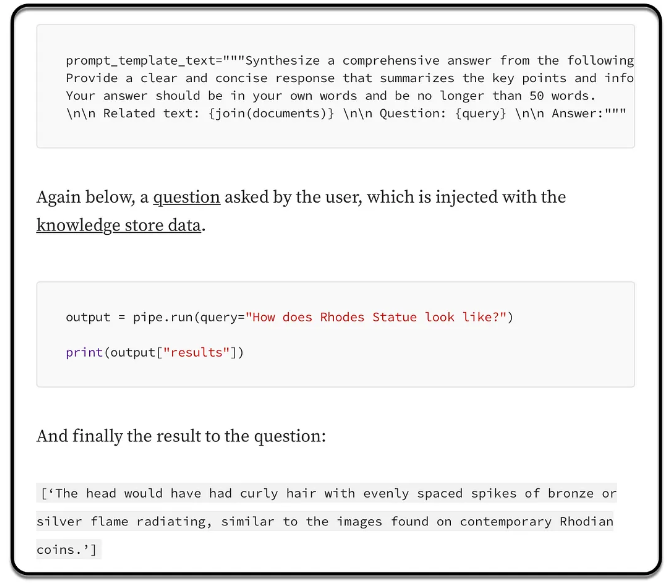 prompt_template_text="""Synthesize a comprehensive answer from the following
Provide a clear and concise response that summarizes the key points and info
Your answer should be in your own words and be no longer than 50 words.
\n\n Related text: {join(documents)} \n\n Question: {query} \n\n Answer:"""
Again below, a question asked by the user, which is injected with the
knowledge store data.
output = pipe.run(query="How does Rhodes Statue look like?")
print(output["results"])
And finally the result to the question:
[‘The head would have had curly hair with evenly spaced spikes of bronze or
silver flame radiating, similar to the images found on contemporary Rhodian
coins.’]